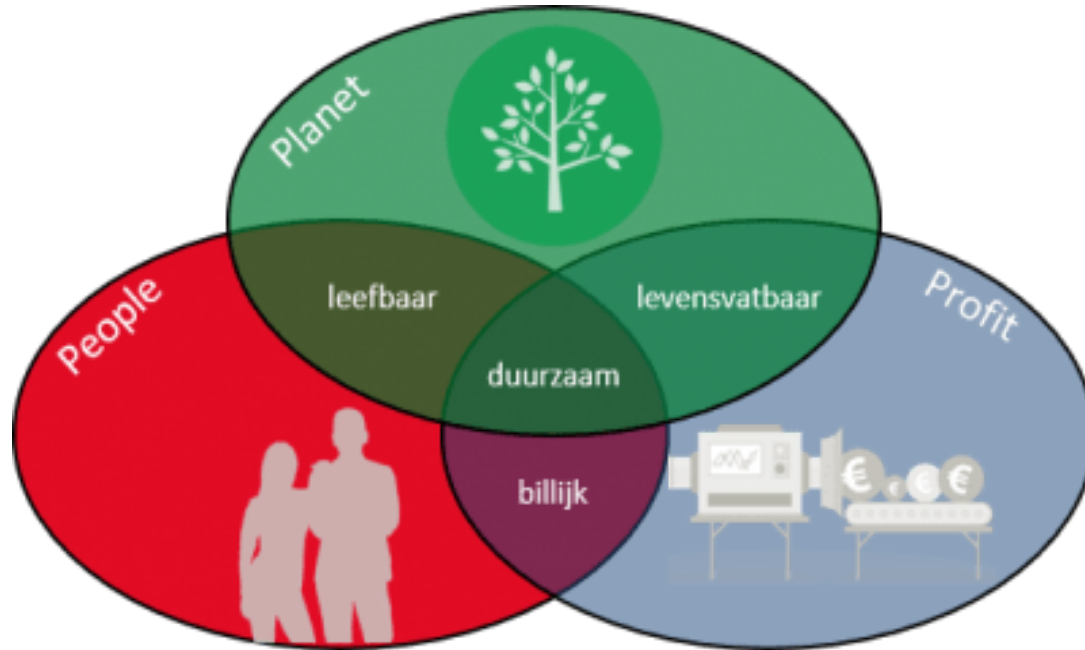 Planet
People
leefbaar
levensvatbaar
Profit
duurzaam
billijk
€
€
€
€